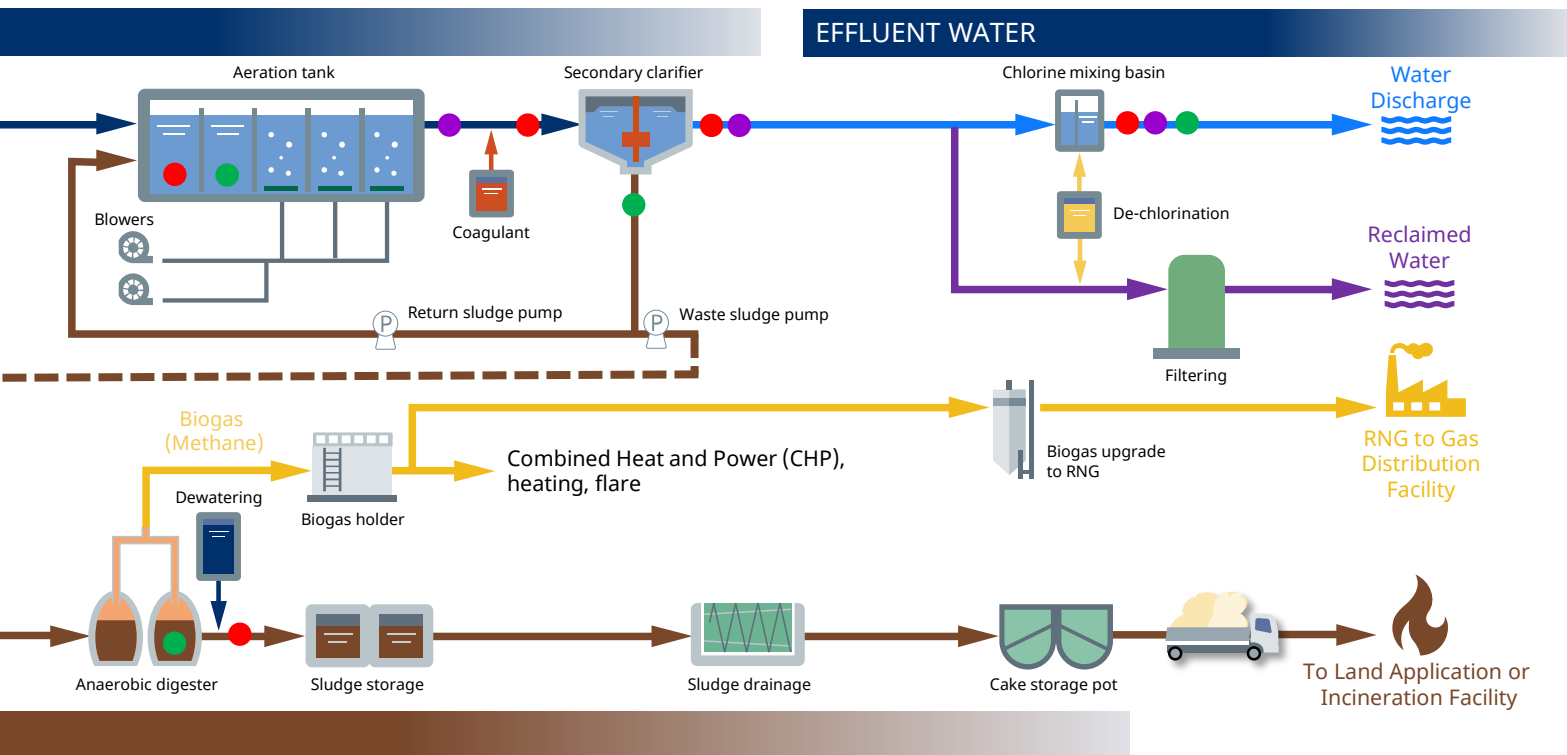 EFFLUENT WATER
Aeration tank
Secondary clarifier
Chlorine mixing basin
Water
Discharge
Blowers
Coagulant
De-chlorination
Reclaimed
Water
P
Return sludge pump
P
Waste sludge pump
Filtering
Biogas
(Methane)
Combined Heat and Power (CHP),
heating, flare
Biogas upgrade
to RNG
RNG to Gas
Distribution
Facility
Dewatering
Biogas holder
Anaerobic digester
Sludge storage
Sludge drainage
Cake storage pot
To Land Application or
Incineration Facility